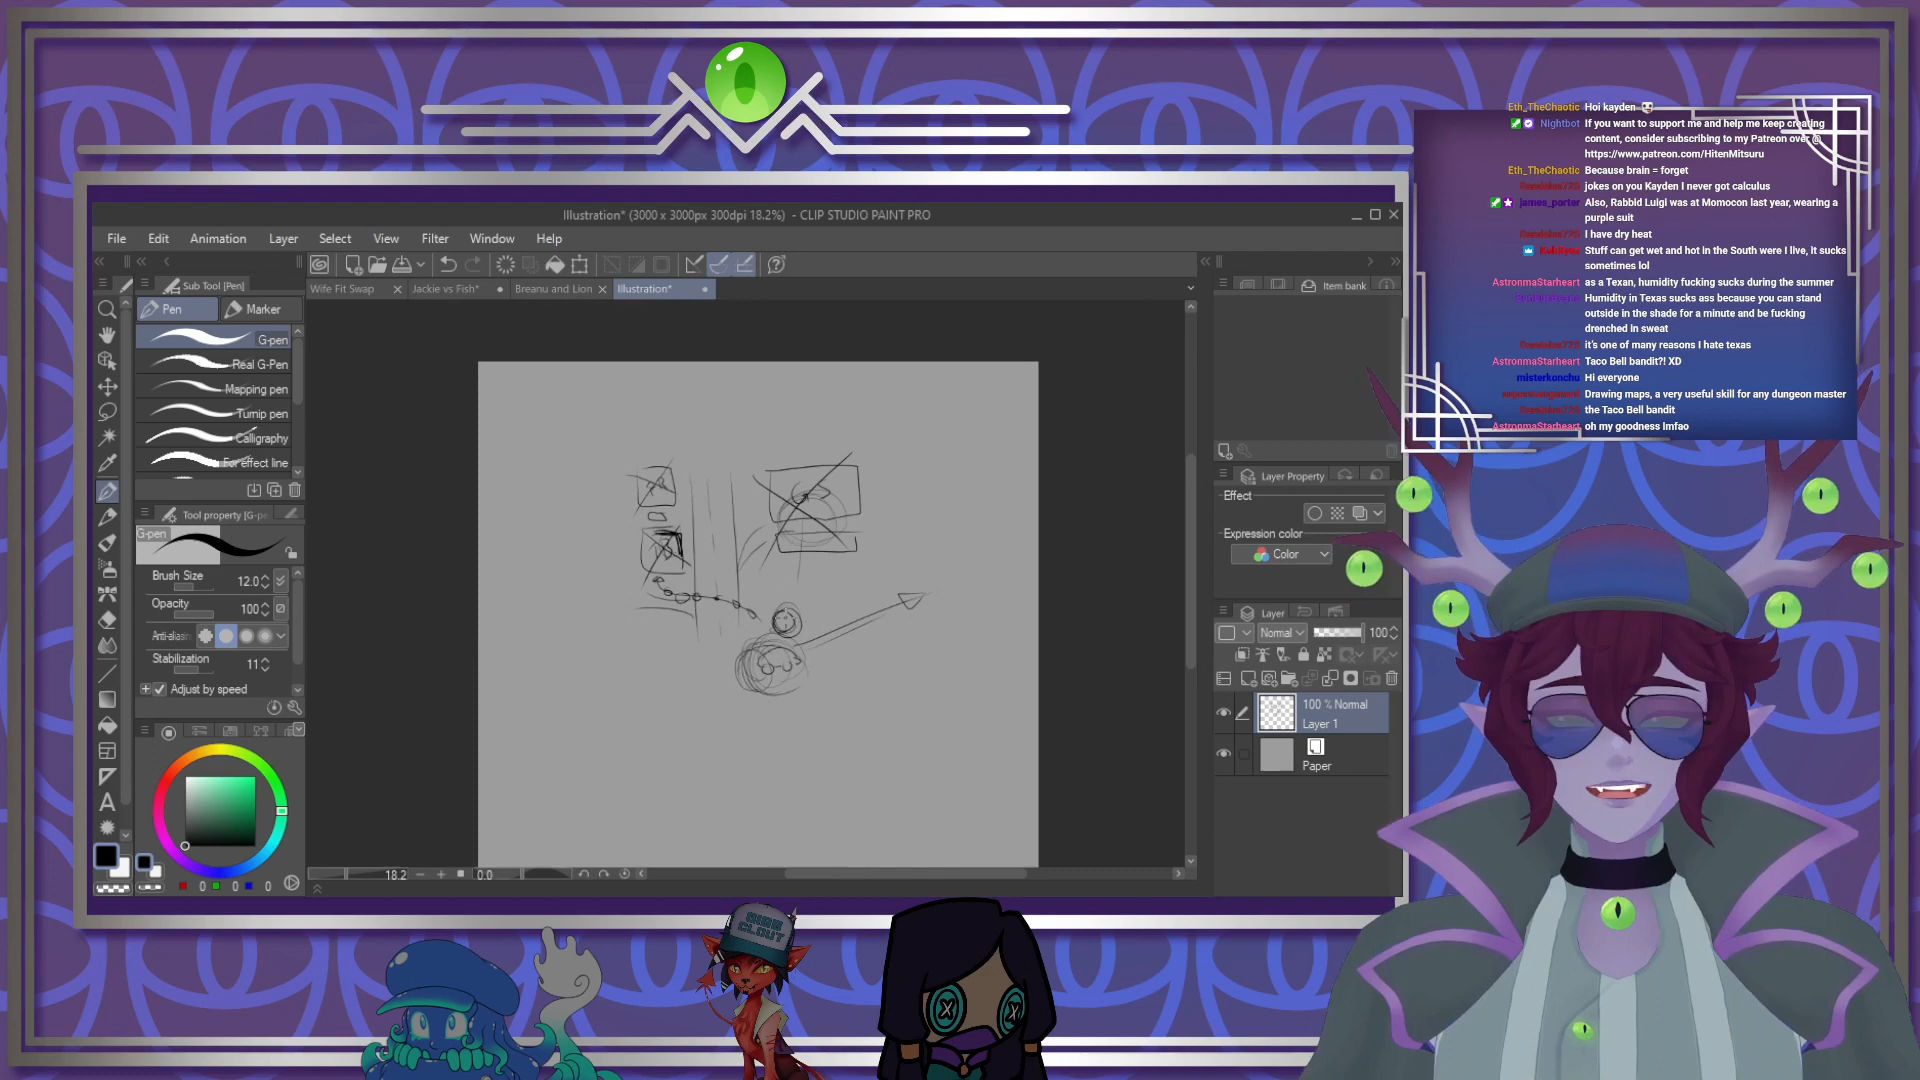 Illustration* (3000 x 3000px 300dpi 18.2%) - CLIP STUDIO PAINT PRO
File Edit Animation Layer Select View Filter Window Help
Sub Tool [Pen]
Wife Fit Swap
Jackie vs Fish*
Breanu and Lion
Illustration*
Item bank
Pen
Marker
G-pen
Real G-Pen
Mapping pen
Turnip pen
Calligraphy
For effect line
Tool property [G-pe
G-pen
Brush Size 12.0
Opacity 100
Anti-aliasin
Stabilization 11
Adjust by speed
0 0 0
18.2
0.0
Layer Property
Effect
Expression color
Color
Layer
Normal 100
100 % Normal
Layer 1
Paper
Eth_TheChaotic Hoi kayden
Nightbot If you want to support me and help me keep creating
content, consider subscribing to my Patreon over @
https://www.patreon.com/HitenMitsuru
Eth_TheChaotic Because brain = forget
jokes on you Kayden I never got calculus
james_porter Also, Rabbid Luigi was at Momocon last year, wearing a
purple suit
I have dry heat
Stuff can get wet and hot in the South were I live, it sucks
sometimes lol
AstronmaStarheart as a Texan, humidity fucking sucks during the summer
Humidity in Texas sucks ass because you can stand
outside in the shade for a minute and be fucking
drenched in sweat
it's one of many reasons I hate texas
AstronmaStarheart Taco Bell bandit?! XD
misterkonchu Hi everyone
Drawing maps, a very useful skill for any dungeon master
the Taco Bell bandit
AstronmaStarheart oh my goodness lmfao
CLOUT